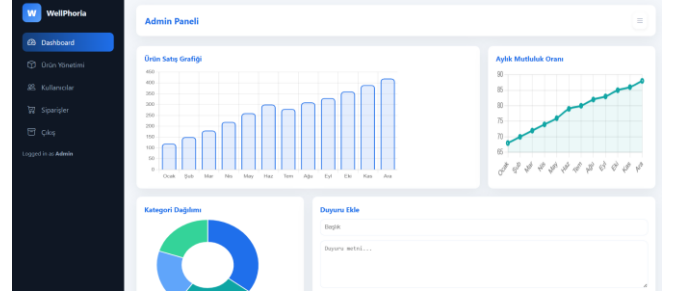 W WellPhoria
Dashboard
Ürün Yönetimi
Kullanıcılar
Siparişler
Çıkış
Logged in as Admin
Admin Paneli
Ürün Satış Grafiği
450
400
350
300
250
200
150
100
50
0
Ocak Şub Mar Nis May Haz Tem Ağu Eyl Eki Kas Ara
Aylık Mutluluk Oranı
90
85
80
75
70
65
Ocak Şub Mar Nis May Haz Tem Ağu Eyl Eki Kas Ara
Kategori Dağılımı
Duyuru Ekle
Başlık
Duyuru metni...